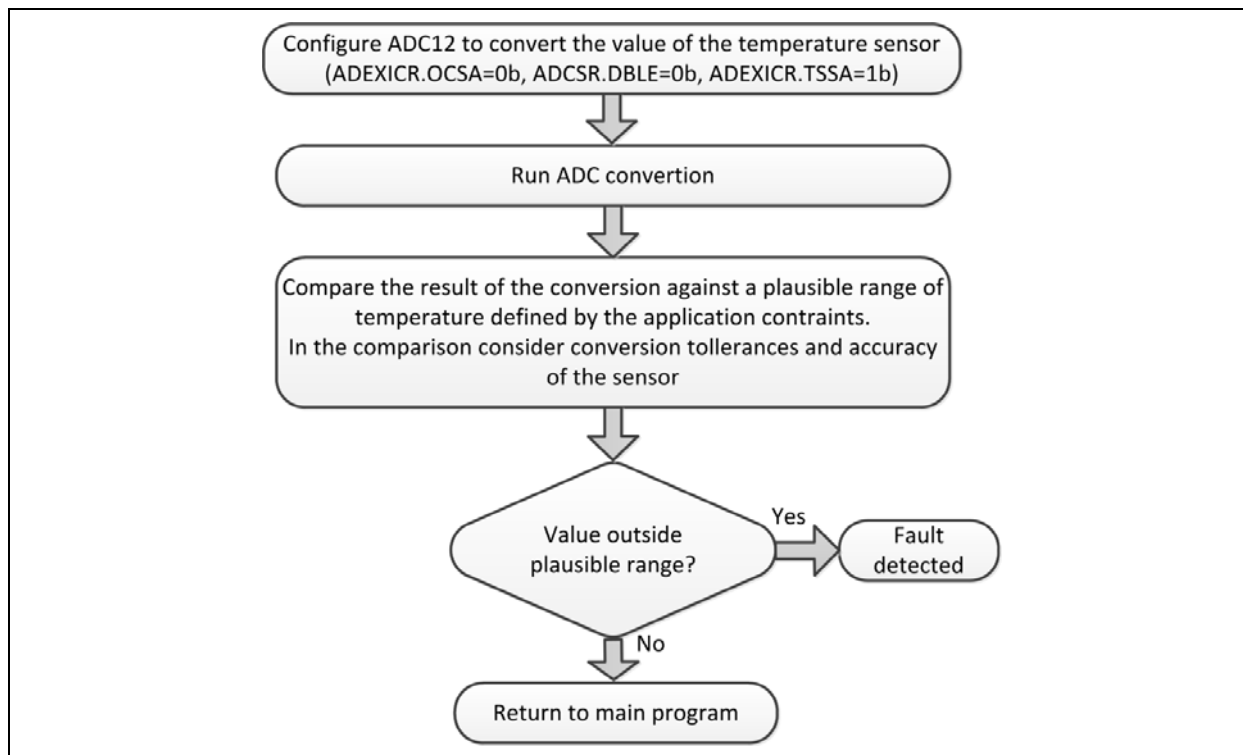 Configure ADC12 to convert the value of the temperature sensor
(ADEXICR.OCSA=0b, ADCSR.DBLE=0b, ADEXICR.TSSA=1b)
Run ADC convertion
Compare the result of the conversion against a plausible range of
temperature defined by the application contraints.
In the comparison consider conversion tollerances and accuracy
of the sensor
Value outside
plausible range?
Yes
Fault
detected
No
Return to main program